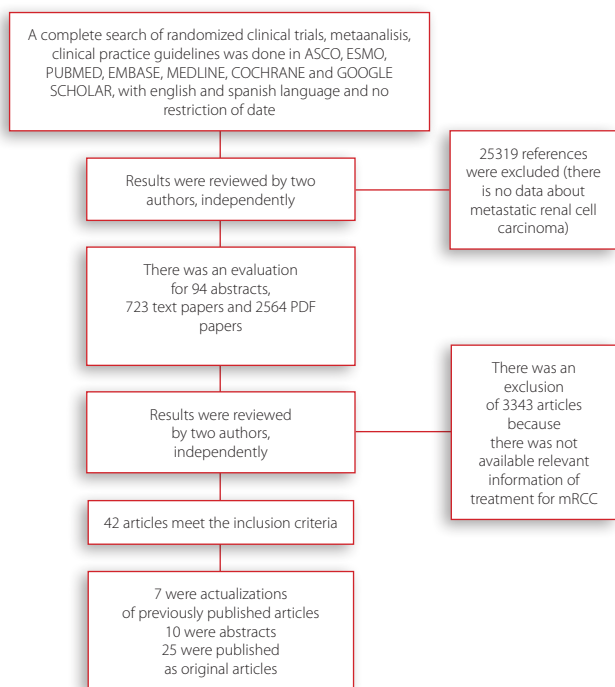 A complete search of randomized clinical trials, metaanalisis,
clinical practice guidelines was done in ASCO, ESMO,
PUBMED, EMBASE, MEDLINE, COCHRANE and GOOGLE
SCHOLAR, with english and spanish language and no
restriction of date
Results were reviewed by two
authors, independently
25319 references
were excluded (there
is no data about
metastatic renal cell
carcinoma)
There was an evaluation
for 94 abstracts,
723 text papers and 2564 PDF
papers
Results were reviewed
by two authors,
independently
There was an
exclusion
of 3343 articles
because
there was not
available relevant
information of
treatment for mRCC
42 articles meet the inclusion criteria
7 were actualizations
of previously published articles
10 were abstracts
25 were published
as original articles